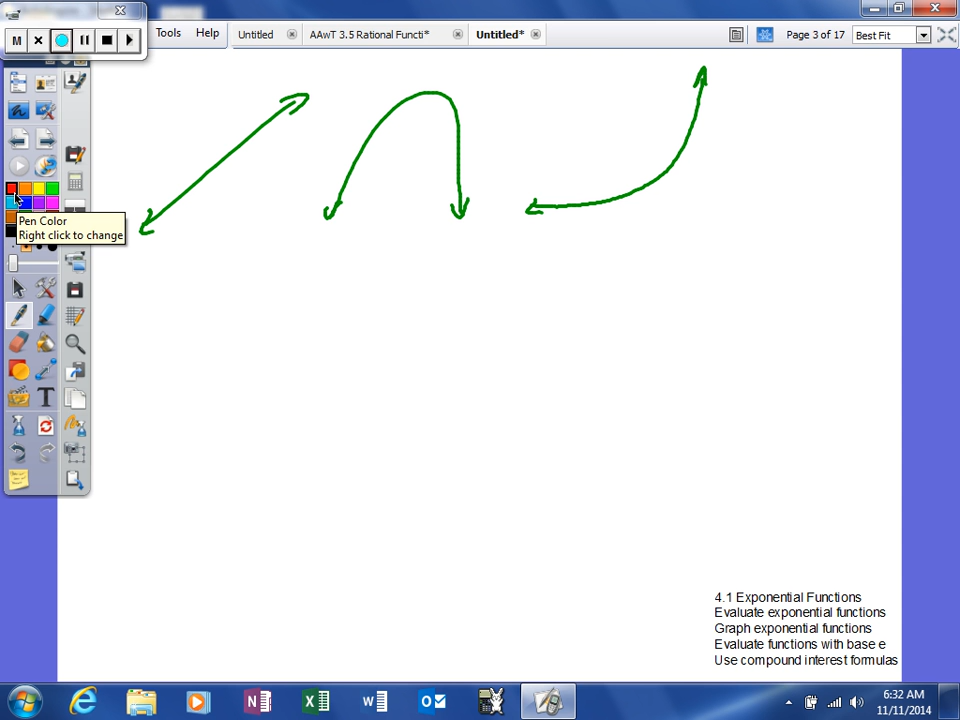 M
Tools Help Untitled AAwT 3.5 Rational Functi* Untitled* Page 3 of 17 Best Fit
Pen Color
Right click to change
T
4.1 Exponential Functions
Evaluate exponential functions
Graph exponential functions
Evaluate functions with base e
Use compound interest formulas
6:32 AM
11/11/2014